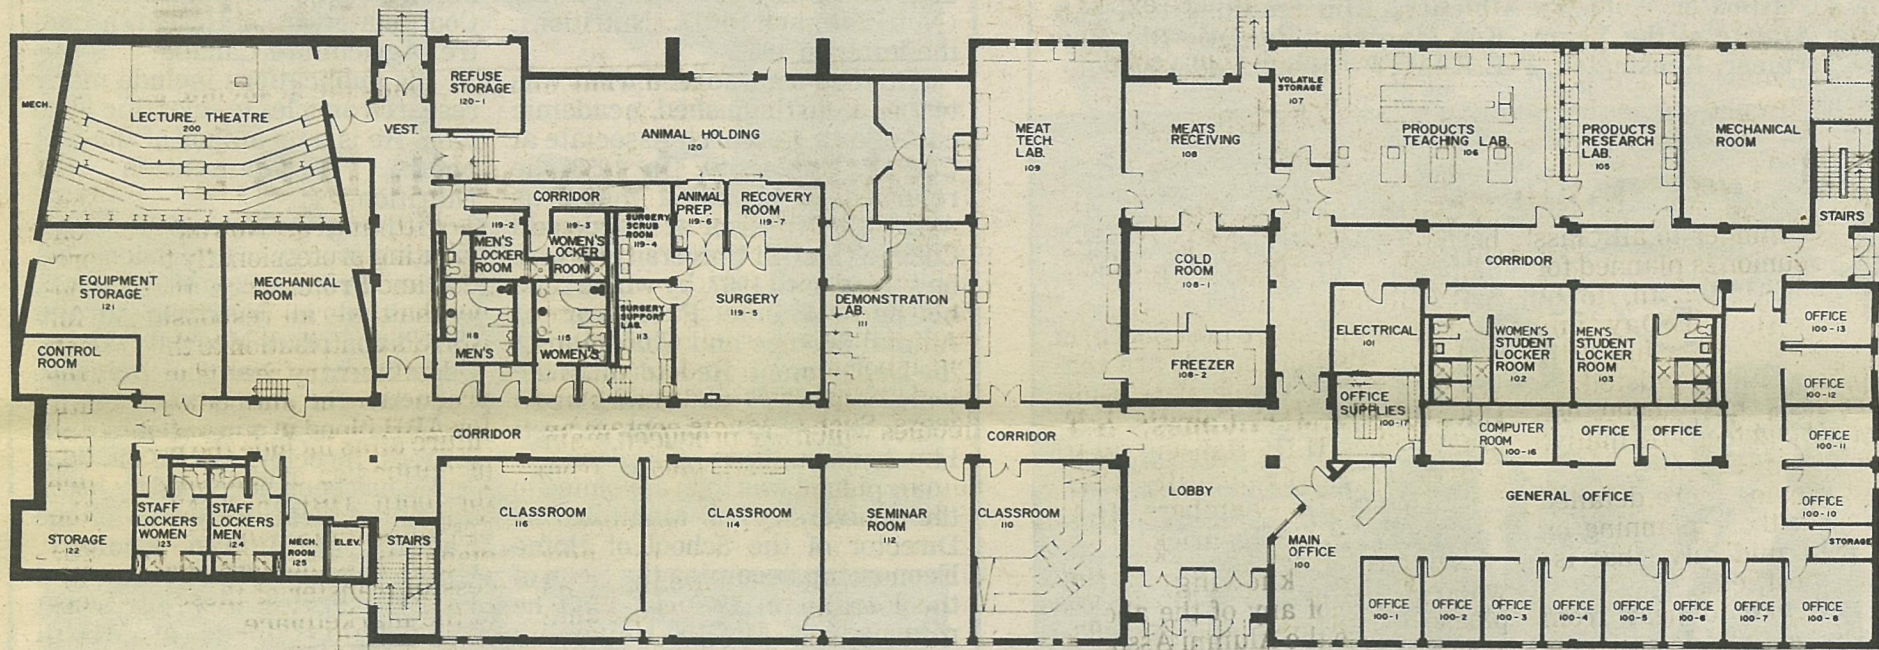 MECH.
LECTURE THEATRE
200
VEST.
REFUSE
STORAGE
120-1
ANIMAL HOLDING
120
MEAT
TECH.
LAB.
109
MEATS
RECEIVING
108
VOLATILE
STORAGE
107
PRODUCTS
TEACHING LAB.
106
PRODUCTS
RESEARCH
LAB.
105
MECHANICAL
ROOM
STAIRS
CORRIDOR
ANIMAL
PREP.
119-6
RECOVERY
ROOM
119-7
119-2
MEN'S
LOCKER
ROOM
119-3
WOMEN'S
LOCKER
ROOM
SURGERY
SCRUB
ROOM
119-4
EQUIPMENT
STORAGE
121
MECHANICAL
ROOM
CONTROL
ROOM
118
MEN'S
115
WOMEN'S
SURGERY
SUPPORT
LAB.
113
SURGERY
119-5
DEMONSTRATION
LAB.
111
COLD
ROOM
108-1
FREEZER
108-2
CORRIDOR
ELECTRICAL
101
WOMEN'S
STUDENT
LOCKER
ROOM
102
MEN'S
STUDENT
LOCKER
ROOM
103
OFFICE
100-13
OFFICE
100-12
OFFICE
SUPPLIES
100-17
COMPUTER
ROOM
100-16
OFFICE
OFFICE
OFFICE
100-11
CORRIDOR
CORRIDOR
STORAGE
122
STAFF
LOCKERS
WOMEN
123
STAFF
LOCKERS
MEN
124
MECH.
ROOM
125
ELEV.
STAIRS
CLASSROOM
116
CLASSROOM
114
SEMINAR
ROOM
112
CLASSROOM
110
LOBBY
GENERAL OFFICE
OFFICE
100-10
STORAGE
MAIN
OFFICE
100
OFFICE
100-1
OFFICE
100-2
OFFICE
100-3
OFFICE
100-4
OFFICE
100-5
OFFICE
100-6
OFFICE
100-7
OFFICE
100-8